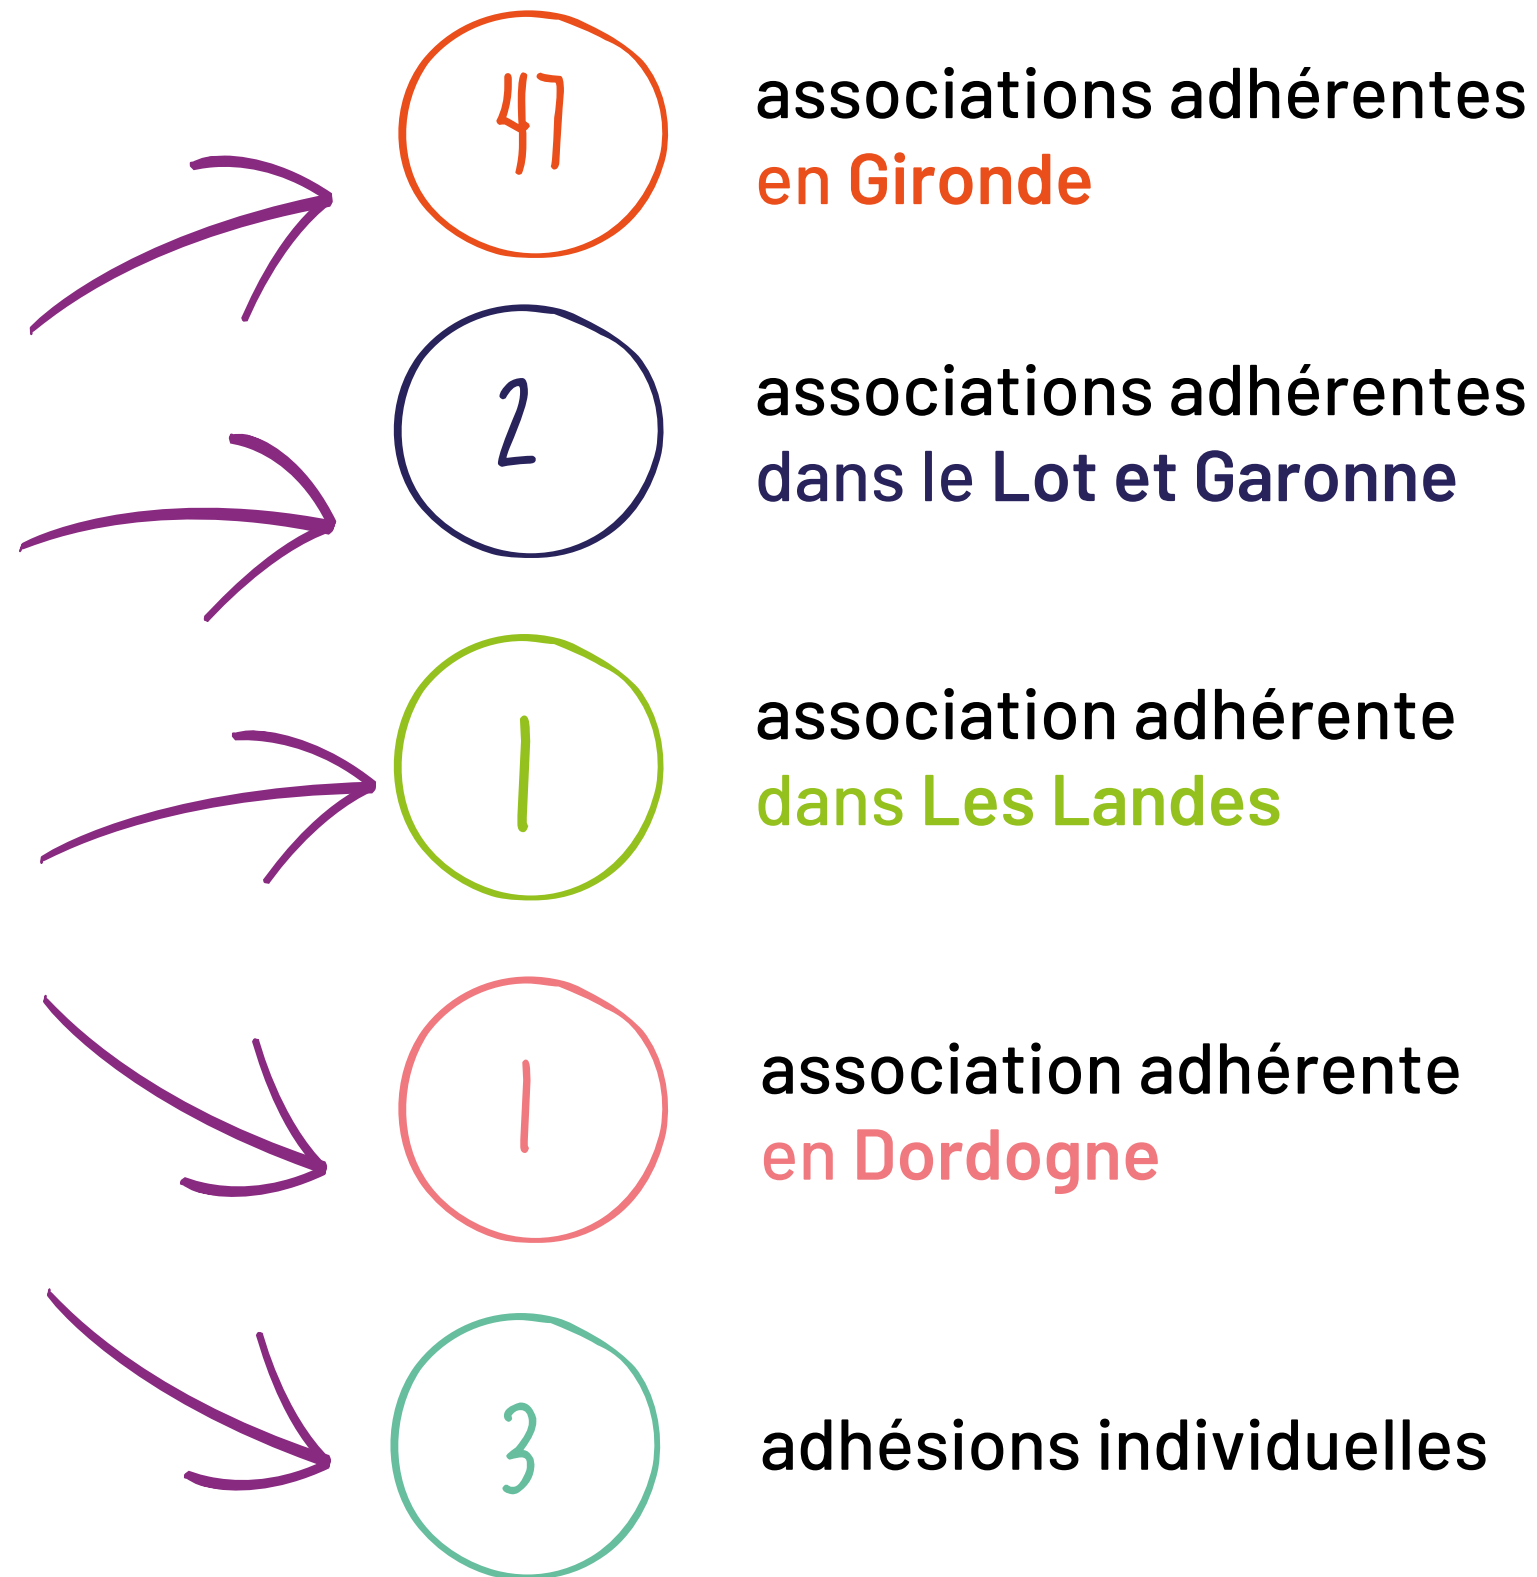 47
associations adhérentes
en Gironde
2
associations adhérentes
dans le Lot et Garonne
1
association adhérente
dans Les Landes
1
association adhérente
en Dordogne
3
adhésions individuelles